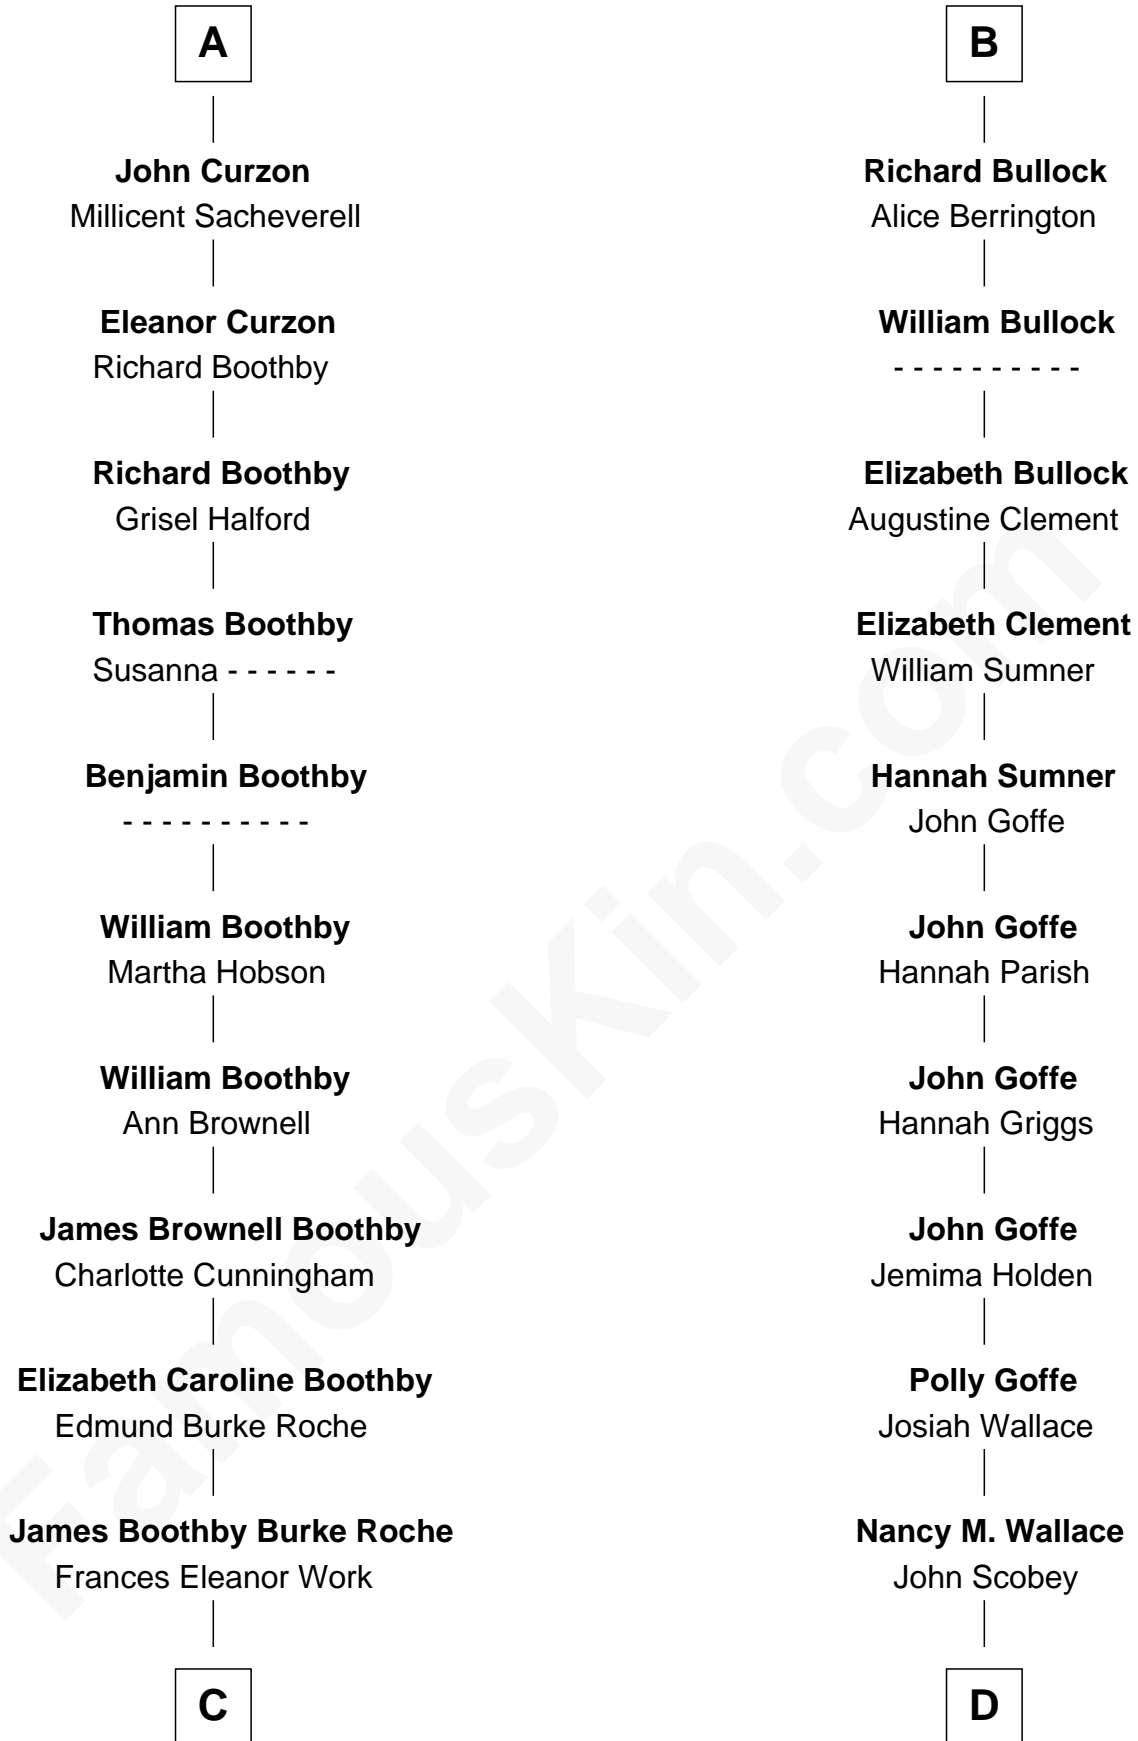 A
John Curzon
Millicent Sacheverell
Eleanor Curzon
Richard Boothby
Richard Boothby
Grisel Halford
Thomas Boothby
Susanna - - - - - -
Benjamin Boothby
- - - - - - - - - -
William Boothby
Martha Hobson
William Boothby
Ann Brownell
James Brownell Boothby
Charlotte Cunningham
Elizabeth Caroline Boothby
Edmund Burke Roche
James Boothby Burke Roche
Frances Eleanor Work
C
B
Richard Bullock
Alice Berrington
William Bullock
- - - - - - - - - -
Elizabeth Bullock
Augustine Clement
Elizabeth Clement
William Sumner
Hannah Sumner
John Goffe
John Goffe
Hannah Parish
John Goffe
Hannah Griggs
John Goffe
Jemima Holden
Polly Goffe
Josiah Wallace
Nancy M. Wallace
John Scobey
D
FamousKin.com